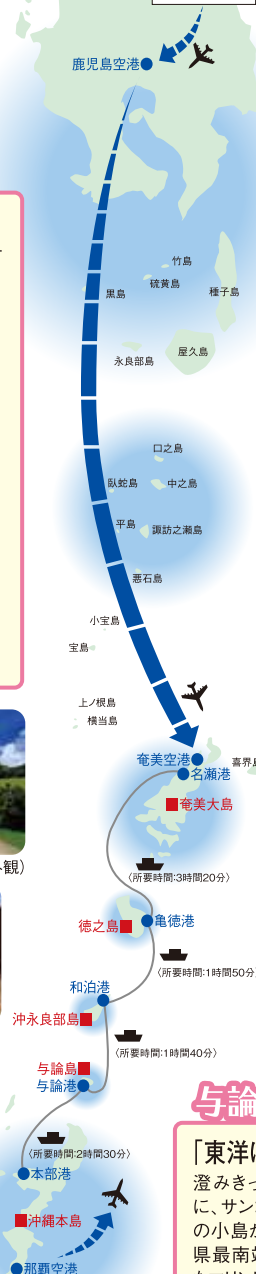 鹿児島空港
竹島
硫黄島
種子島
黒島
屋久島
永良部島
口之島
臥蛇島
中之島
平島
諏訪之瀬島
悪石島
小宝島
宝島
上ノ根島
横当島
奄美空港
喜界島
名瀬港
奄美大島
〈所要時間:3時間20分〉
徳之島
亀徳港
〈所要時間:1時間50分〉
和泊港
沖永良部島
〈所要時間:1時間40分〉
与論島
与論港
〈所要時間:2時間30分〉
本部港
沖縄本島
那覇空港
観）
与論
「東洋に
澄みきっ
に、サン
の小島か
県最南端